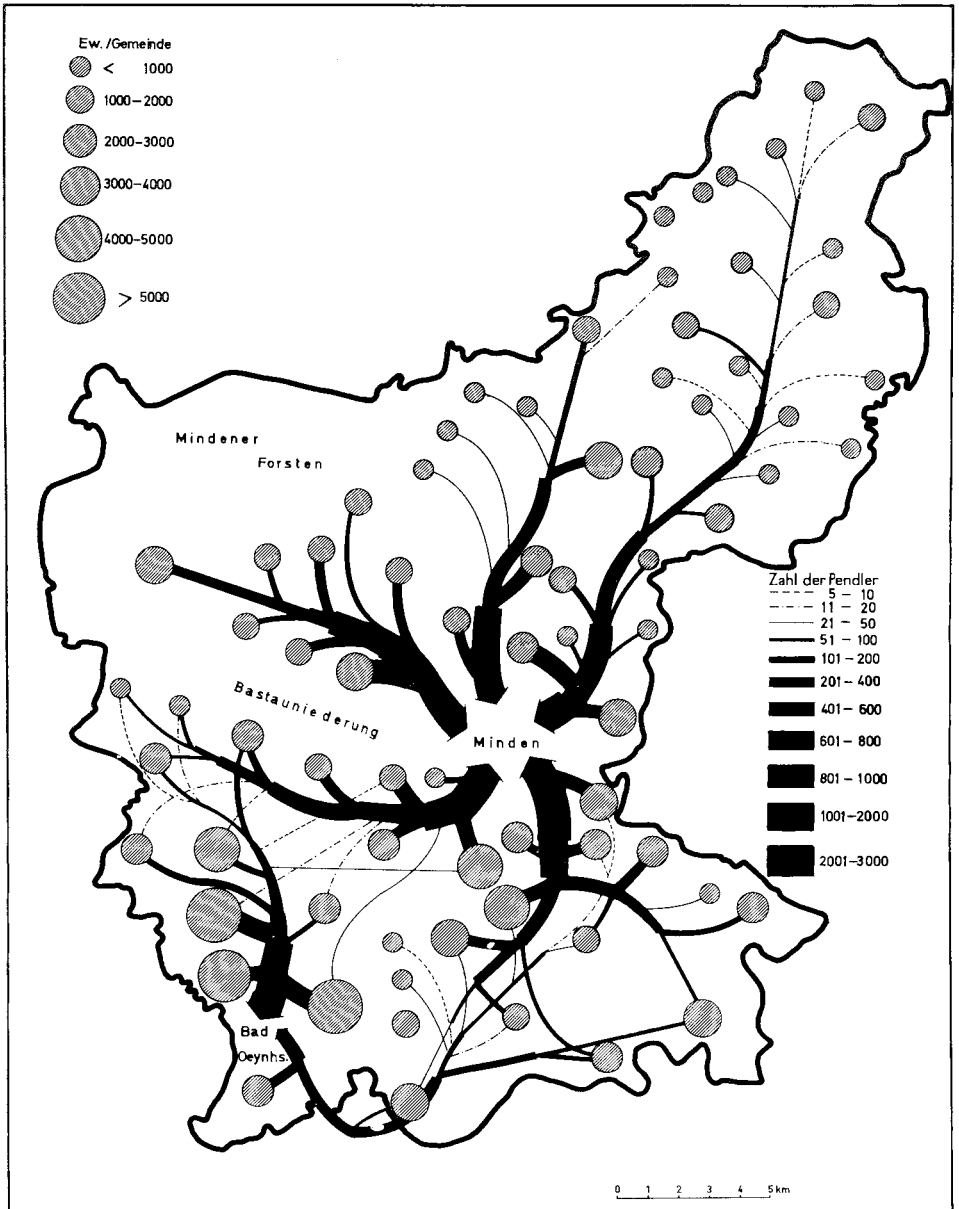 Ew./Gemeinde
< 1000
1000–2000
2000–3000
3000–4000
4000–5000
> 5000
Mindener
Forsten
Zahl der Pendler
5 – 10
11 – 20
21 – 50
51 – 100
101 – 200
201 – 400
401 – 600
601 – 800
801 – 1000
1001–2000
2001–3000
Bastauniederung
Minden
Bad
Oeynhs.
0 1 2 3 4 5 km